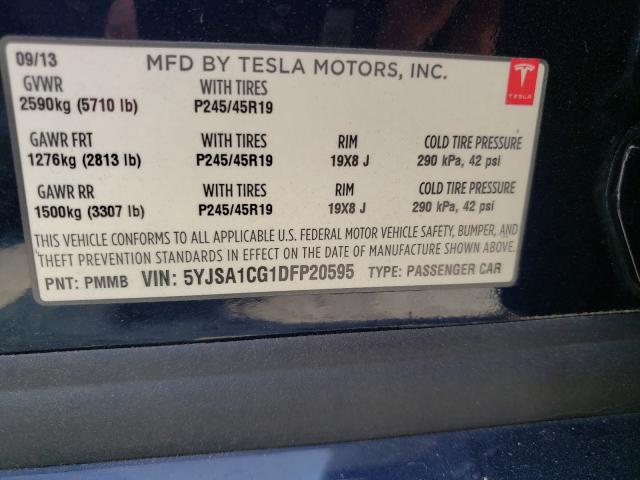 09/13 MFD BY TESLA MOTORS, INC.
TESLA
GVWR WITH TIRES
2590kg (5710 lb) P245/45R19
GAWR FRT WITH TIRES RIM COLD TIRE PRESSURE
1276kg (2813 lb) P245/45R19 19X8 J 290 kPa, 42 psi
GAWR RR WITH TIRES RIM COLD TIRE PRESSURE
1500kg (3307 lb) P245/45R19 19X8 J 290 kPa, 42 psi
THIS VEHICLE CONFORMS TO ALL APPLICABLE U.S. FEDERAL MOTOR VEHICLE SAFETY, BUMPER, AND
THEFT PREVENTION STANDARDS IN EFFECT ON THE DATE OF MANUFACTURE SHOWN ABOVE.
PNT: PMMB VIN: 5YJSA1CG1DFP20595 TYPE: PASSENGER CAR